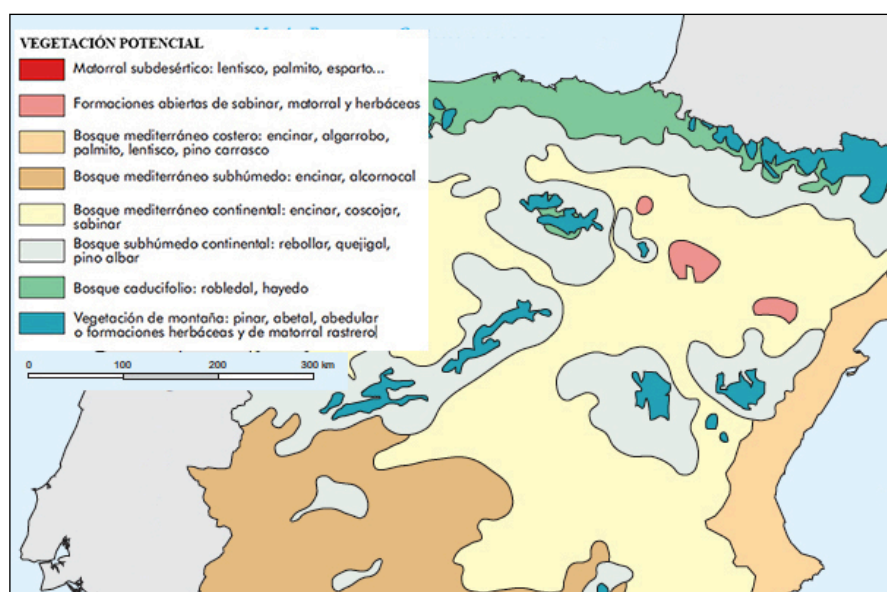 VEGETACIÓN POTENCIAL
Matorral subdesértico: lentisco, palmito, esparto...
Formaciones abiertas de sabinar, matorral y herbáceas
Bosque mediterráneo costero: encinar, algarrobo,
palmito, lentisco, pino carrasco
Bosque mediterráneo subhúmedo: encinar, alcornocal
Bosque mediterráneo continental: encinar, coscojar,
sabinar
Bosque subhúmedo continental: rebollar, quejigal,
pino albar
Bosque caducifolio: robledal, hayedo
Vegetación de montaña: pinar, abetal, abedular
o formaciones herbáceas y de matorral rastrero
0 100 200 300 km